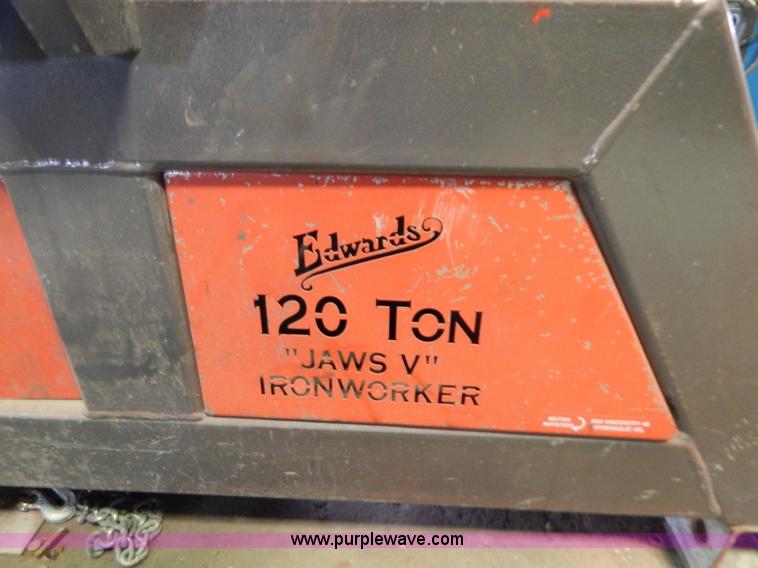 Edwards
120 TON
"JAWS V"
IRONWORKER
www.purplewave.com